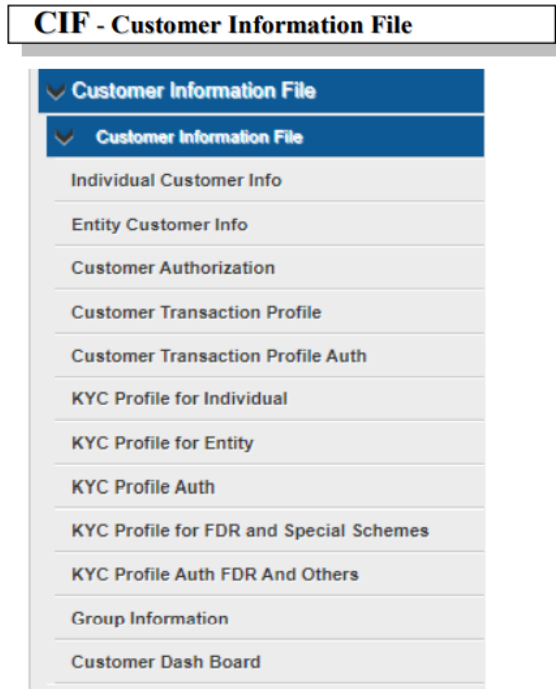 CIF - Customer Information File
Customer Information File
Customer Information File
Individual Customer Info
Entity Customer Info
Customer Authorization
Customer Transaction Profile
Customer Transaction Profile Auth
KYC Profile for Individual
KYC Profile for Entity
KYC Profile Auth
KYC Profile for FDR and Special Schemes
KYC Profile Auth FDR And Others
Group Information
Customer Dash Board